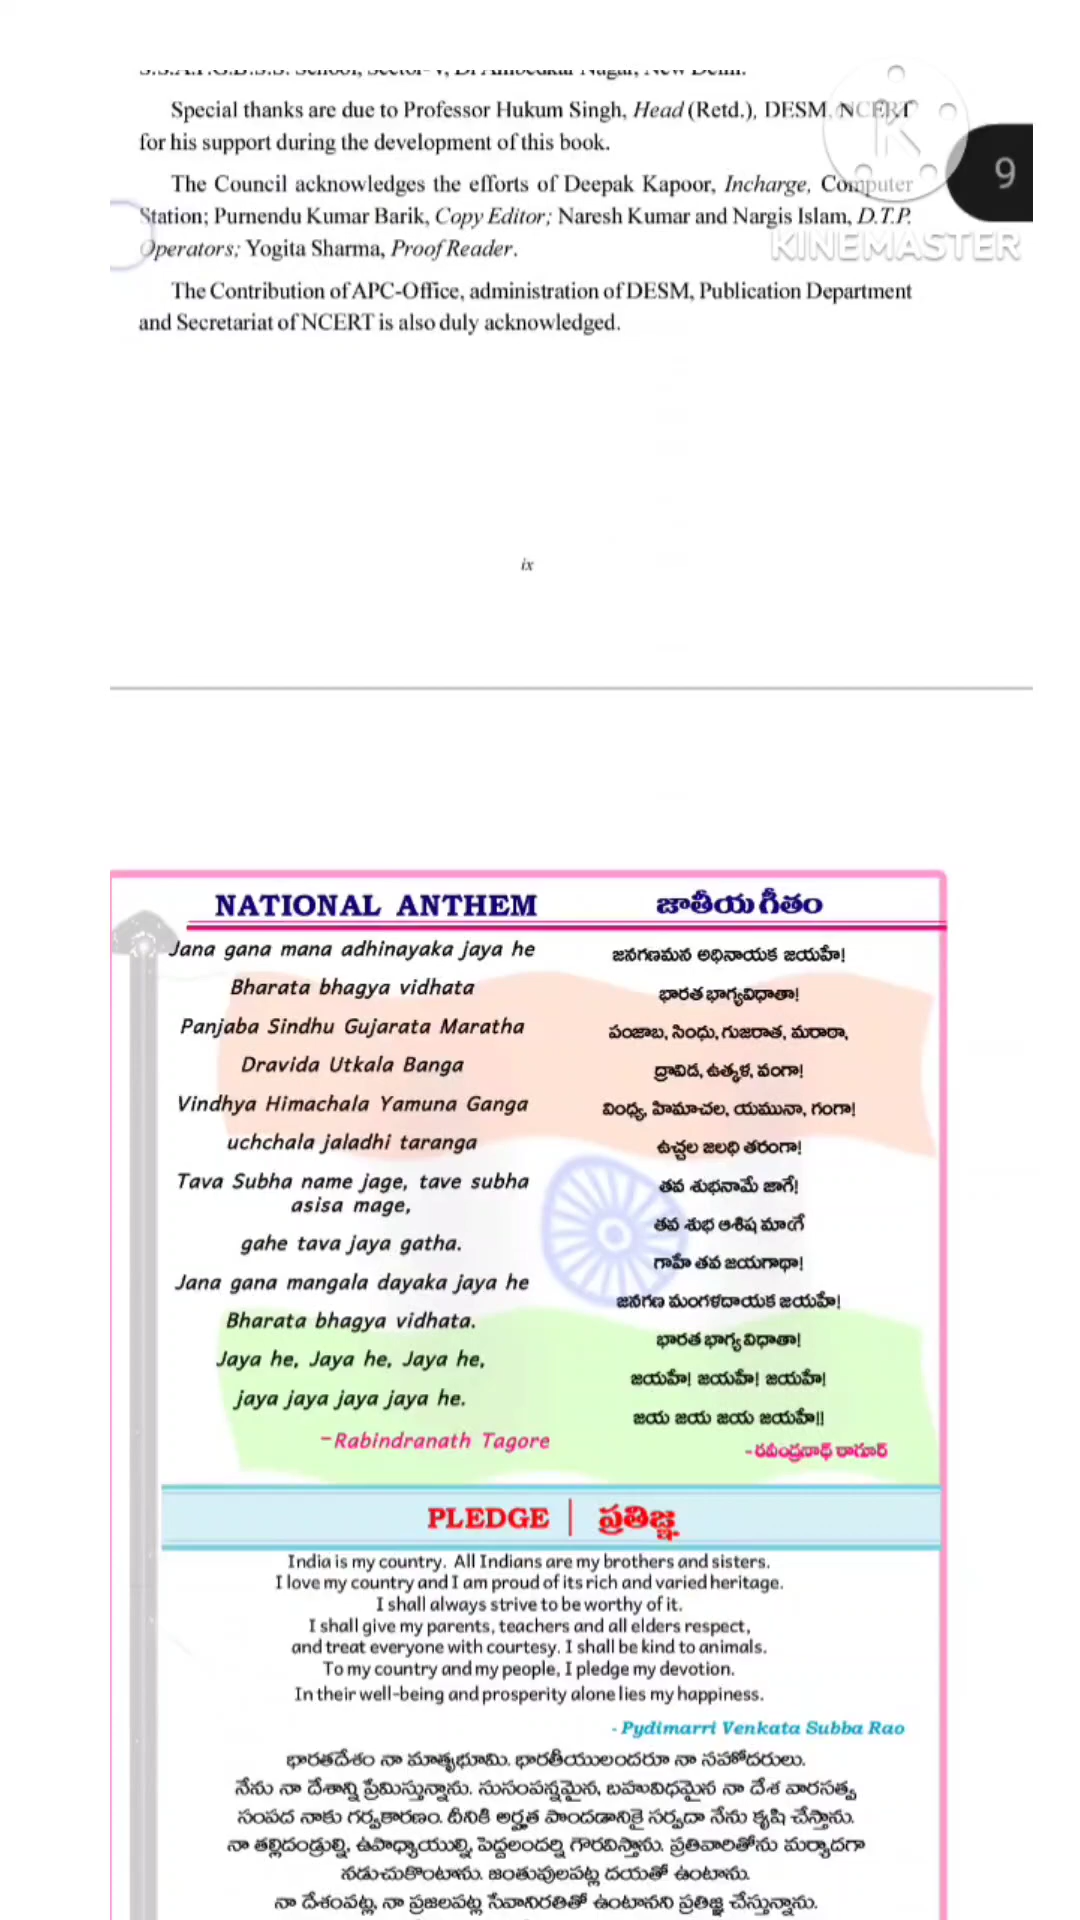 S.S.A.P.G.B.S.S. School, Sector-V, Dr Ambedkar Nagar, New Delhi.
Special thanks are due to Professor Hukum Singh, Head (Retd.), DESM, NCERT
for his support during the development of this book.
The Council acknowledges the efforts of Deepak Kapoor, Incharge, Computer
Station; Purnendu Kumar Barik, Copy Editor; Naresh Kumar and Nargis Islam, D.T.P.
Operators; Yogita Sharma, Proof Reader.
The Contribution of APC-Office, administration of DESM, Publication Department
and Secretariat of NCERT is also duly acknowledged.
K
9
KINEMASTER
ix
NATIONAL ANTHEM
Jana gana mana adhinayaka jaya he
Bharata bhagya vidhata
Panjaba Sindhu Gujarata Maratha
Dravida Utkala Banga
Vindhya Himachala Yamuna Ganga
uchchala jaladhi taranga
Tava Subha name jage, tave subha
asisa mage,
gahe tava jaya gatha.
Jana gana mangala dayaka jaya he
Bharata bhagya vidhata.
Jaya he, Jaya he, Jaya he,
jaya jaya jaya jaya he.
-Rabindranath Tagore
జాతీయ గీతం
జనగణమన అధినాయక జయహే!
భారత భాగ్యవిధాతా!
పంజాబ, సింధు, గుజరాత, మరాఠా,
ద్రావిడ, ఉత్కళ, వంగా!
వింధ్య, హిమాచల, యమునా, గంగా!
ఉచ్ఛల జలధి తరంగా!
తవ శుభనామే జాగే!
తవ శుభ ఆశిష మాఁగే
గాహే తవ జయగాథా!
జనగణ మంగళదాయక జయహే!
భారత భాగ్య విధాతా!
జయహే! జయహే! జయహే!
జయ జయ జయ జయహే!!
- రవీంద్రనాథ్ ఠాగూర్
PLEDGE | ప్రతిజ్ఞ
India is my country. All Indians are my brothers and sisters.
I love my country and I am proud of its rich and varied heritage.
I shall always strive to be worthy of it.
I shall give my parents, teachers and all elders respect,
and treat everyone with courtesy. I shall be kind to animals.
To my country and my people, I pledge my devotion.
In their well-being and prosperity alone lies my happiness.
- Pydimarri Venkata Subba Rao
భారతదేశం నా మాతృభూమి. భారతీయులందరూ నా సహోదరులు.
నేను నా దేశాన్ని ప్రేమిస్తున్నాను. సుసంపన్నమైన, బహువిధమైన నా దేశ వారసత్వ
సంపద నాకు గర్వకారణం. దీనికి అర్హత పొందడానికై సర్వదా నేను కృషి చేస్తాను.
నా తల్లిదండ్రుల్ని, ఉపాధ్యాయుల్ని, పెద్దలందర్ని గౌరవిస్తాను. ప్రతివారితోను మర్యాదగా
నడుచుకొంటాను. జంతువులపట్ల దయతో ఉంటాను.
నా దేశంపట్ల, నా ప్రజలపట్ల సేవానిరతితో ఉంటానని ప్రతిజ్ఞ చేస్తున్నాను.